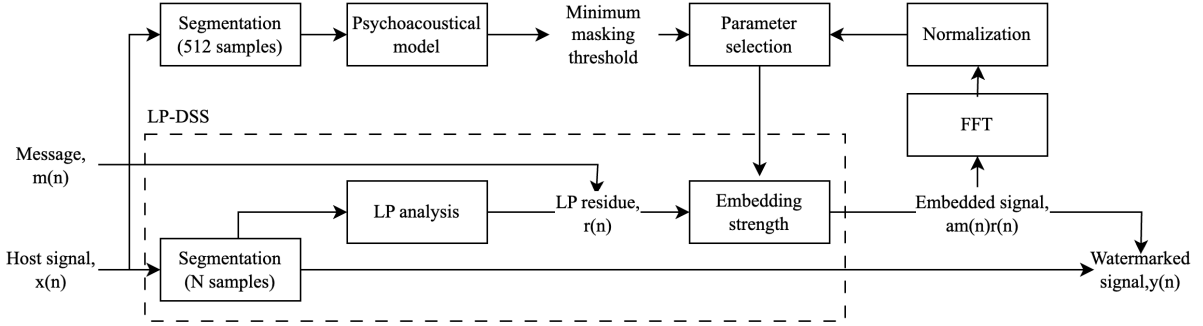 Segmentation
(512 samples)
Psychoacoustical
model
Minimum
masking
threshold
Parameter
selection
Normalization
LP-DSS
FFT
Message,
m(n)
LP analysis
LP residue,
r(n)
Embedding
strength
Embedded signal,
am(n)r(n)
Host signal,
x(n)
Segmentation
(N samples)
Watermarked
signal,y(n)